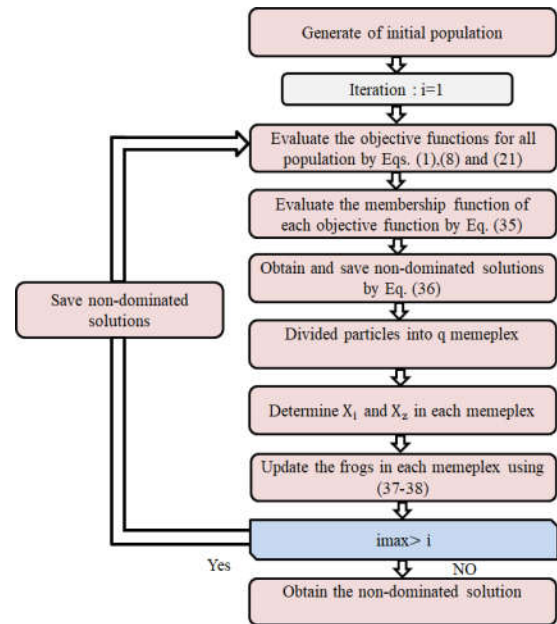 Generate of initial population
Iteration : i=1
Evaluate the objective functions for all
population by Eqs. (1),(8) and (21)
Evaluate the membership function of
each objective function by Eq. (35)
Obtain and save non-dominated solutions
by Eq. (36)
Save non-dominated
solutions
Divided particles into q memeplex
Determine X₁ and X₂ in each memeplex
Update the frogs in each memeplex using
(37-38)
imax> i
Yes
NO
Obtain the non-dominated solution